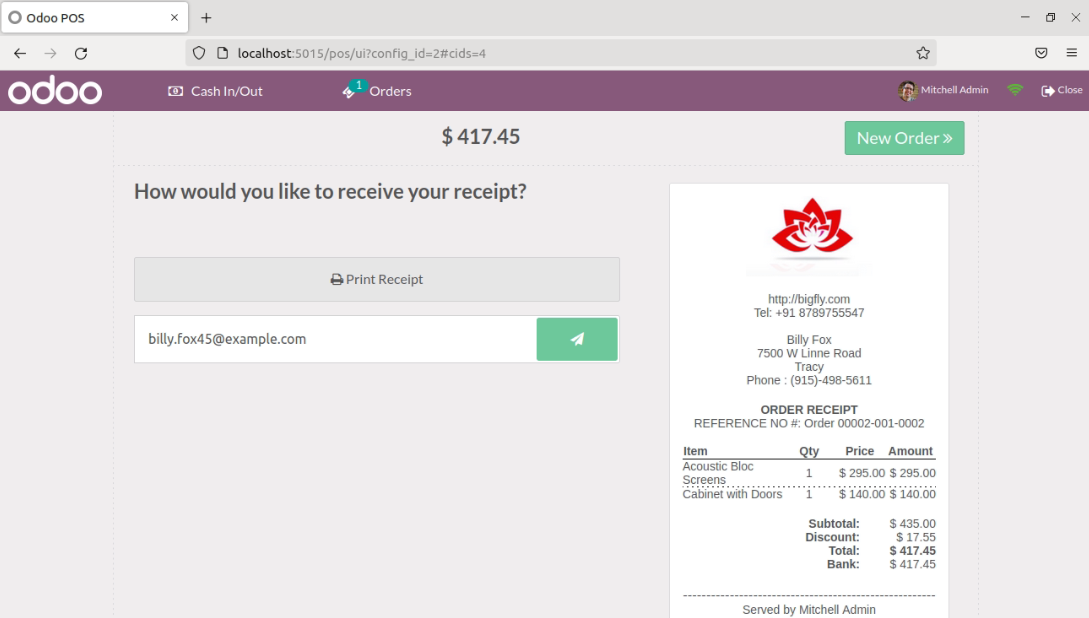 Odoo POS
localhost:5015/pos/ui?config_id=2#cids=4
odoo
Cash In/Out
1
Orders
Mitchell Admin
Close
$ 417.45
New Order
How would you like to receive your receipt?
Print Receipt
billy.fox45@example.com
http://bigfly.com
Tel: +91 8789755547
Billy Fox
7500 W Linne Road
Tracy
Phone : (915)-498-5611
ORDER RECEIPT
REFERENCE NO #: Order 00002-001-0002
Item Qty Price Amount
Acoustic Bloc
Screens 1 $ 295.00 $ 295.00
Cabinet with Doors 1 $ 140.00 $ 140.00
Subtotal: $ 435.00
Discount: $ 17.55
Total: $ 417.45
Bank: $ 417.45
Served by Mitchell Admin